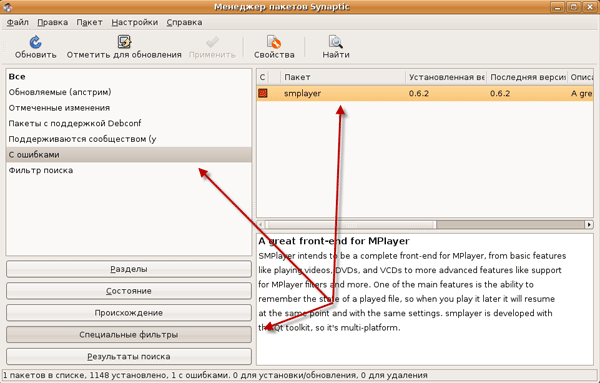 Менеджер пакетов Synaptic
Файл Правка Пакет Настройки Справка
Обновить Отметить для обновления Применить Свойства Найти
Все
Обновляемые (апстрим)
Отмеченные изменения
Пакеты с поддержкой Debconf
Поддерживаются сообществом (у
С ошибками
Фильтр поиска
С Пакет Установленная ве Последняя верси Описа
smplayer 0.6.2 0.6.2 A gre
A great front-end for MPlayer
SMPlayer intends to be a complete front-end for MPlayer, from basic features
like playing videos, DVDs, and VCDs to more advanced features like support
for MPlayer filters and more. One of the main features is the ability to
remember the state of a played file, so when you play it later it will resume
at the same point and with the same settings. smplayer is developed with
the Qt toolkit, so it's multi-platform.
Разделы
Состояние
Происхождение
Специальные фильтры
Результаты поиска
1 пакетов в списке, 1148 установлено, 1 с ошибками. 0 для установки/обновления, 0 для удаления